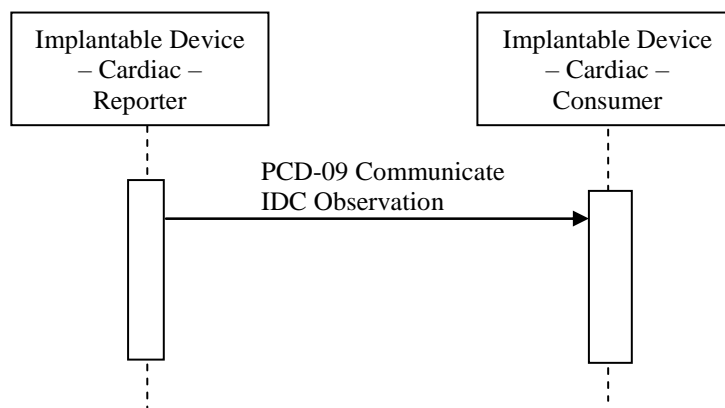 Implantable Device
– Cardiac –
Reporter
Implantable Device
– Cardiac –
Consumer
PCD-09 Communicate
IDC Observation